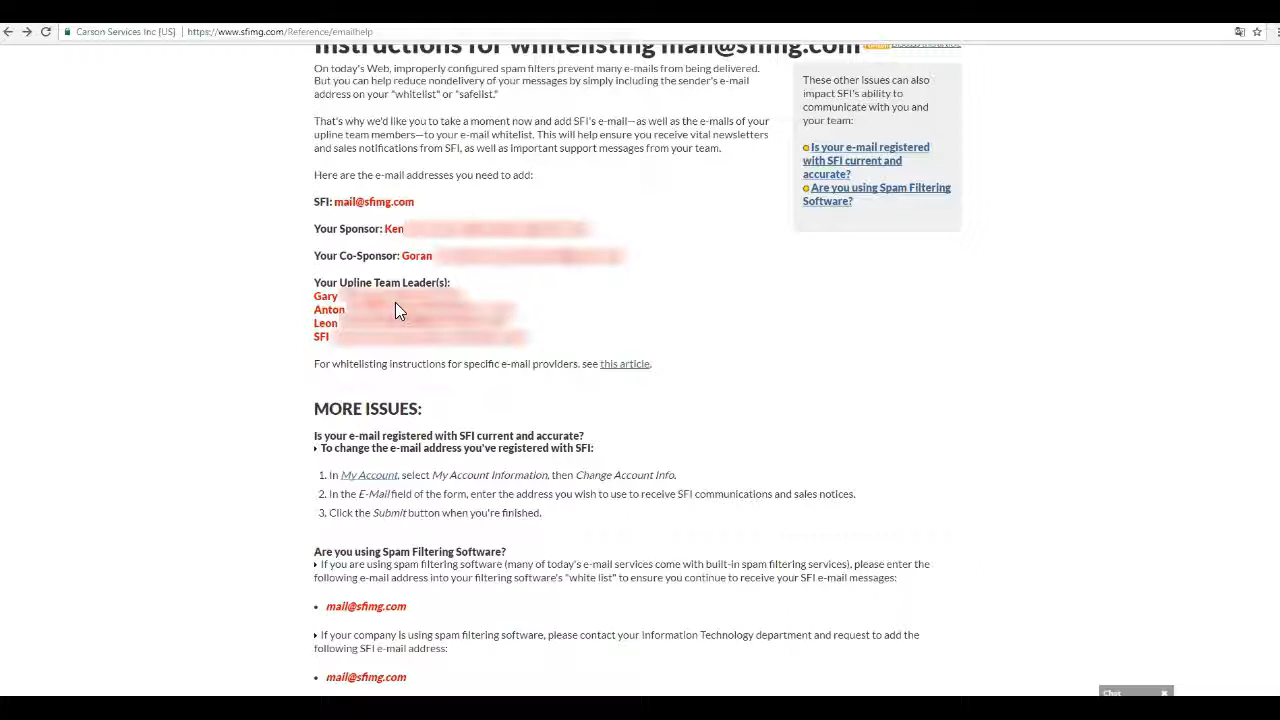 Carson Services Inc [US] https://www.sfimg.com/Reference/emailhelp
Instructions for Whitelisting mail@sfimg.com
On today's Web, improperly configured spam filters prevent many e-mails from being delivered.
But you can help reduce nondelivery of your messages by simply including the sender's e-mail
address on your "whitelist" or "safelist."
That's why we'd like you to take a moment now and add SFI's e-mail—as well as the e-mails of your
upline team members—to your e-mail whitelist. This will help ensure you receive vital newsletters
and sales notifications from SFI, as well as important support messages from your team.
Here are the e-mail addresses you need to add:
SFI: mail@sfimg.com
Your Sponsor: Ken
Your Co-Sponsor: Goran
Your Upline Team Leader(s):
Gary
Anton
Leon
SFI
For whitelisting instructions for specific e-mail providers, see this article.
These other issues can also
impact SFI's ability to
communicate with you and
your team:
Is your e-mail registered
with SFI current and
accurate?
Are you using Spam Filtering
Software?
MORE ISSUES:
Is your e-mail registered with SFI current and accurate?
To change the e-mail address you've registered with SFI:
1. In My Account, select My Account Information, then Change Account Info.
2. In the E-Mail field of the form, enter the address you wish to use to receive SFI communications and sales notices.
3. Click the Submit button when you're finished.
Are you using Spam Filtering Software?
If you are using spam filtering software (many of today's e-mail services come with built-in spam filtering services), please enter the
following e-mail address into your filtering software's "white list" to ensure you continue to receive your SFI e-mail messages:
• mail@sfimg.com
If your company is using spam filtering software, please contact your Information Technology department and request to add the
following SFI e-mail address:
• mail@sfimg.com
Chat